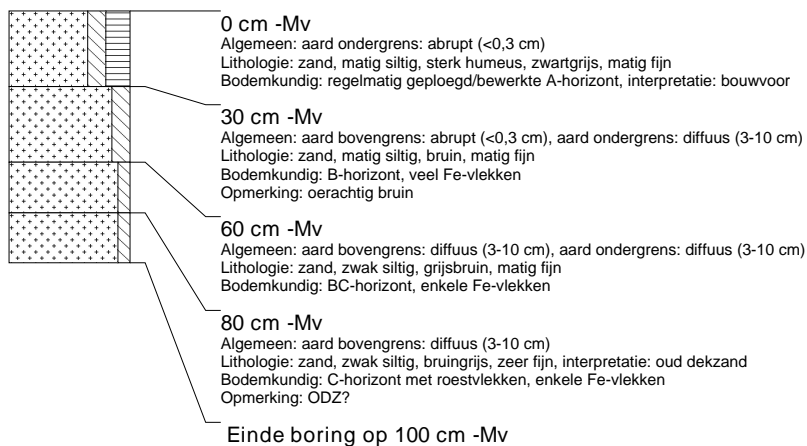 0 cm -Mv
Algemeen: aard ondergrens: abrupt (<0,3 cm)
Lithologie: zand, matig siltig, sterk humeus, zwartgrijs, matig fijn
Bodemkundig: regelmatig geploegd/bewerkte A-horizont, interpretatie: bouwvoor
30 cm -Mv
Algemeen: aard bovengrens: abrupt (<0,3 cm), aard ondergrens: diffuus (3-10 cm)
Lithologie: zand, matig siltig, bruin, matig fijn
Bodemkundig: B-horizont, veel Fe-vlekken
Opmerking: oerachtig bruin
60 cm -Mv
Algemeen: aard bovengrens: diffuus (3-10 cm), aard ondergrens: diffuus (3-10 cm)
Lithologie: zand, zwak siltig, grijsbruin, matig fijn
Bodemkundig: BC-horizont, enkele Fe-vlekken
80 cm -Mv
Algemeen: aard bovengrens: diffuus (3-10 cm)
Lithologie: zand, zwak siltig, bruingrijs, zeer fijn, interpretatie: oud dekzand
Bodemkundig: C-horizont met roestvlekken, enkele Fe-vlekken
Opmerking: ODZ?
Einde boring op 100 cm -Mv